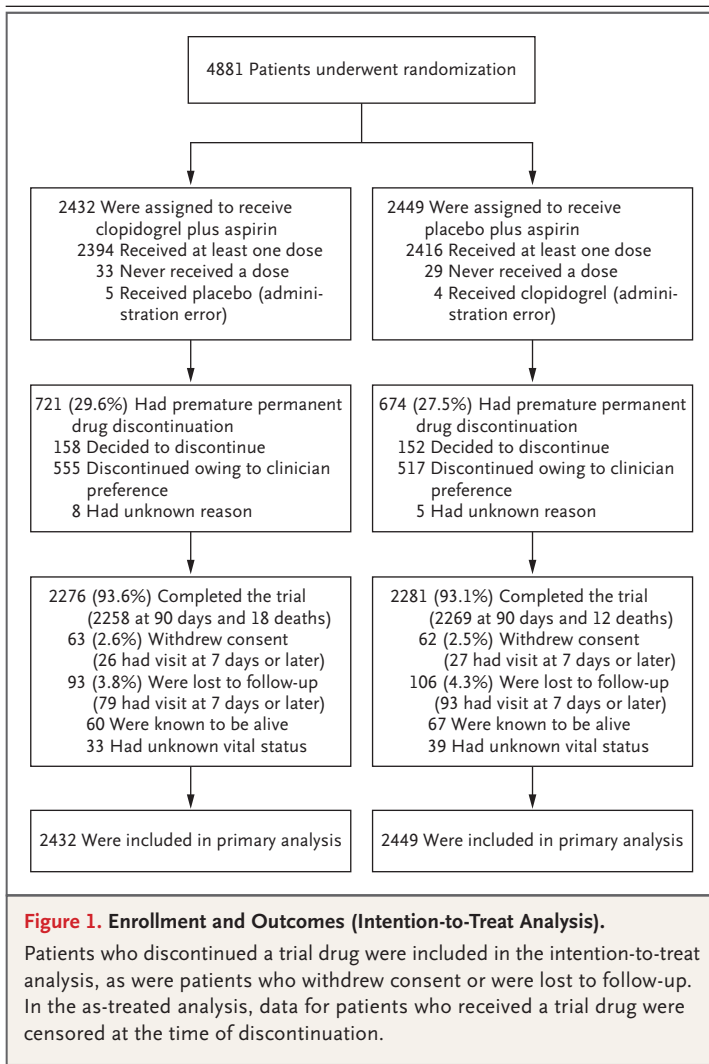 4881 Patients underwent randomization
2432 Were assigned to receive
clopidogrel plus aspirin
2394 Received at least one dose
33 Never received a dose
5 Received placebo (admini-
stration error)
2449 Were assigned to receive
placebo plus aspirin
2416 Received at least one dose
29 Never received a dose
4 Received clopidogrel (admini-
stration error)
721 (29.6%) Had premature permanent
drug discontinuation
158 Decided to discontinue
555 Discontinued owing to clinician
preference
8 Had unknown reason
674 (27.5%) Had premature permanent
drug discontinuation
152 Decided to discontinue
517 Discontinued owing to clinician
preference
5 Had unknown reason
2276 (93.6%) Completed the trial
(2258 at 90 days and 18 deaths)
63 (2.6%) Withdrew consent
(26 had visit at 7 days or later)
93 (3.8%) Were lost to follow-up
(79 had visit at 7 days or later)
60 Were known to be alive
33 Had unknown vital status
2281 (93.1%) Completed the trial
(2269 at 90 days and 12 deaths)
62 (2.5%) Withdrew consent
(27 had visit at 7 days or later)
106 (4.3%) Were lost to follow-up
(93 had visit at 7 days or later)
67 Were known to be alive
39 Had unknown vital status
2432 Were included in primary analysis
2449 Were included in primary analysis
Figure 1. Enrollment and Outcomes (Intention-to-Treat Analysis).
Patients who discontinued a trial drug were included in the intention-to-treat
analysis, as were patients who withdrew consent or were lost to follow-up.
In the as-treated analysis, data for patients who received a trial drug were
censored at the time of discontinuation.